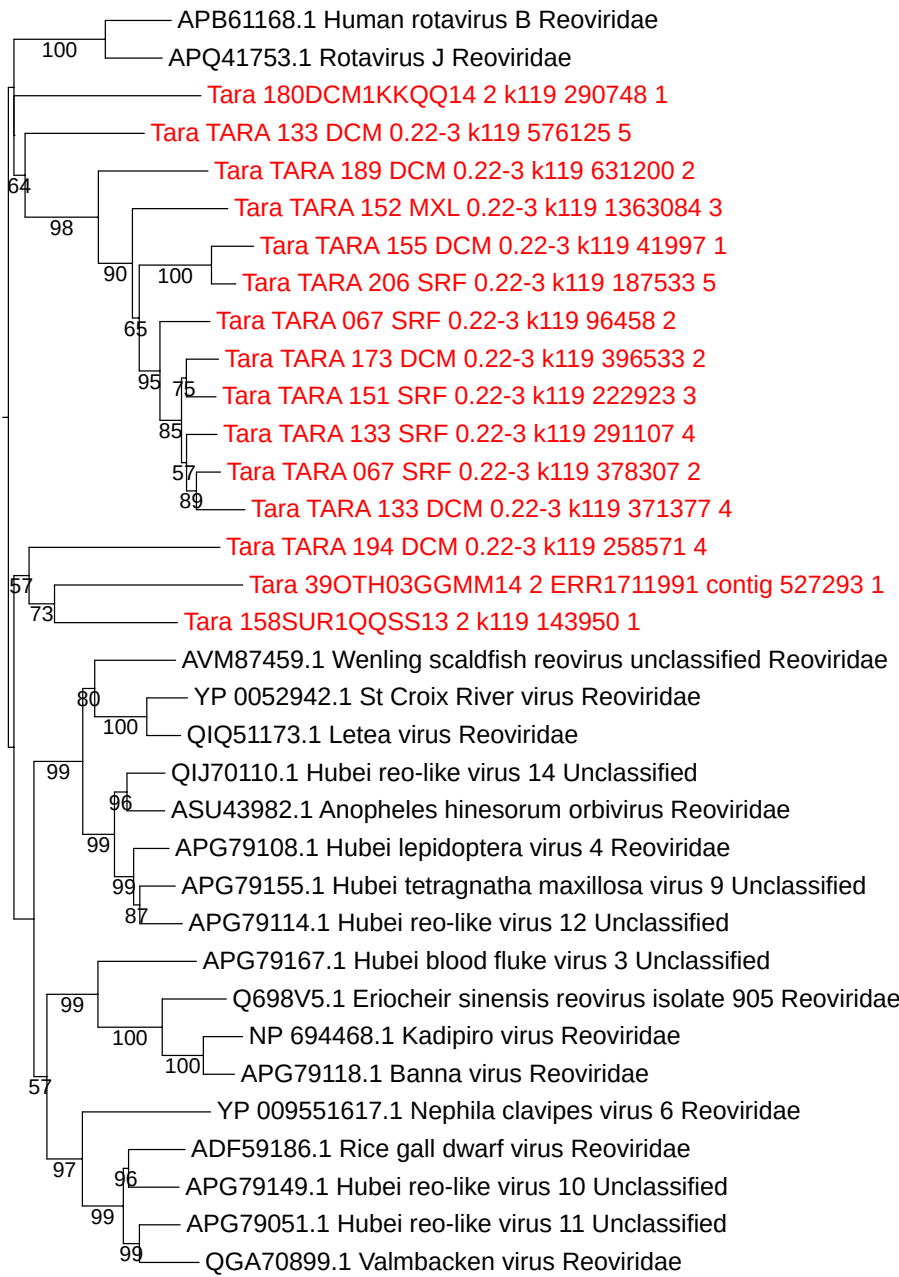 APB61168.1 Human rotavirus B Reoviridae
100
APQ41753.1 Rotavirus J Reoviridae
Tara 180DCM1KKQQ14 2 k119 290748 1
Tara TARA 133 DCM 0.22-3 k119 576125 5
Tara TARA 189 DCM 0.22-3 k119 631200 2
64
Tara TARA 152 MXL 0.22-3 k119 1363084 3
98
Tara TARA 155 DCM 0.22-3 k119 41997 1
90
100
Tara TARA 206 SRF 0.22-3 k119 187533 5
Tara TARA 067 SRF 0.22-3 k119 96458 2
65
Tara TARA 173 DCM 0.22-3 k119 396533 2
95
75
Tara TARA 151 SRF 0.22-3 k119 222923 3
85
Tara TARA 133 SRF 0.22-3 k119 291107 4
57
Tara TARA 067 SRF 0.22-3 k119 378307 2
89
Tara TARA 133 DCM 0.22-3 k119 371377 4
Tara TARA 194 DCM 0.22-3 k119 258571 4
57
Tara 39OTH03GGMM14 2 ERR1711991 contig 527293 1
73
Tara 158SUR1QQSS13 2 k119 143950 1
AVM87459.1 Wenling scaldfish reovirus unclassified Reoviridae
80
YP 0052942.1 St Croix River virus Reoviridae
100
QIQ51173.1 Letea virus Reoviridae
99
QIJ70110.1 Hubei reo-like virus 14 Unclassified
96
ASU43982.1 Anopheles hinesorum orbivirus Reoviridae
99
APG79108.1 Hubei lepidoptera virus 4 Reoviridae
99
APG79155.1 Hubei tetragnatha maxillosa virus 9 Unclassified
87
APG79114.1 Hubei reo-like virus 12 Unclassified
APG79167.1 Hubei blood fluke virus 3 Unclassified
99
Q698V5.1 Eriocheir sinensis reovirus isolate 905 Reoviridae
100
NP 694468.1 Kadipiro virus Reoviridae
100
APG79118.1 Banna virus Reoviridae
57
YP 009551617.1 Nephila clavipes virus 6 Reoviridae
ADF59186.1 Rice gall dwarf virus Reoviridae
97
96
APG79149.1 Hubei reo-like virus 10 Unclassified
99
APG79051.1 Hubei reo-like virus 11 Unclassified
99
QGA70899.1 Valmbacken virus Reoviridae